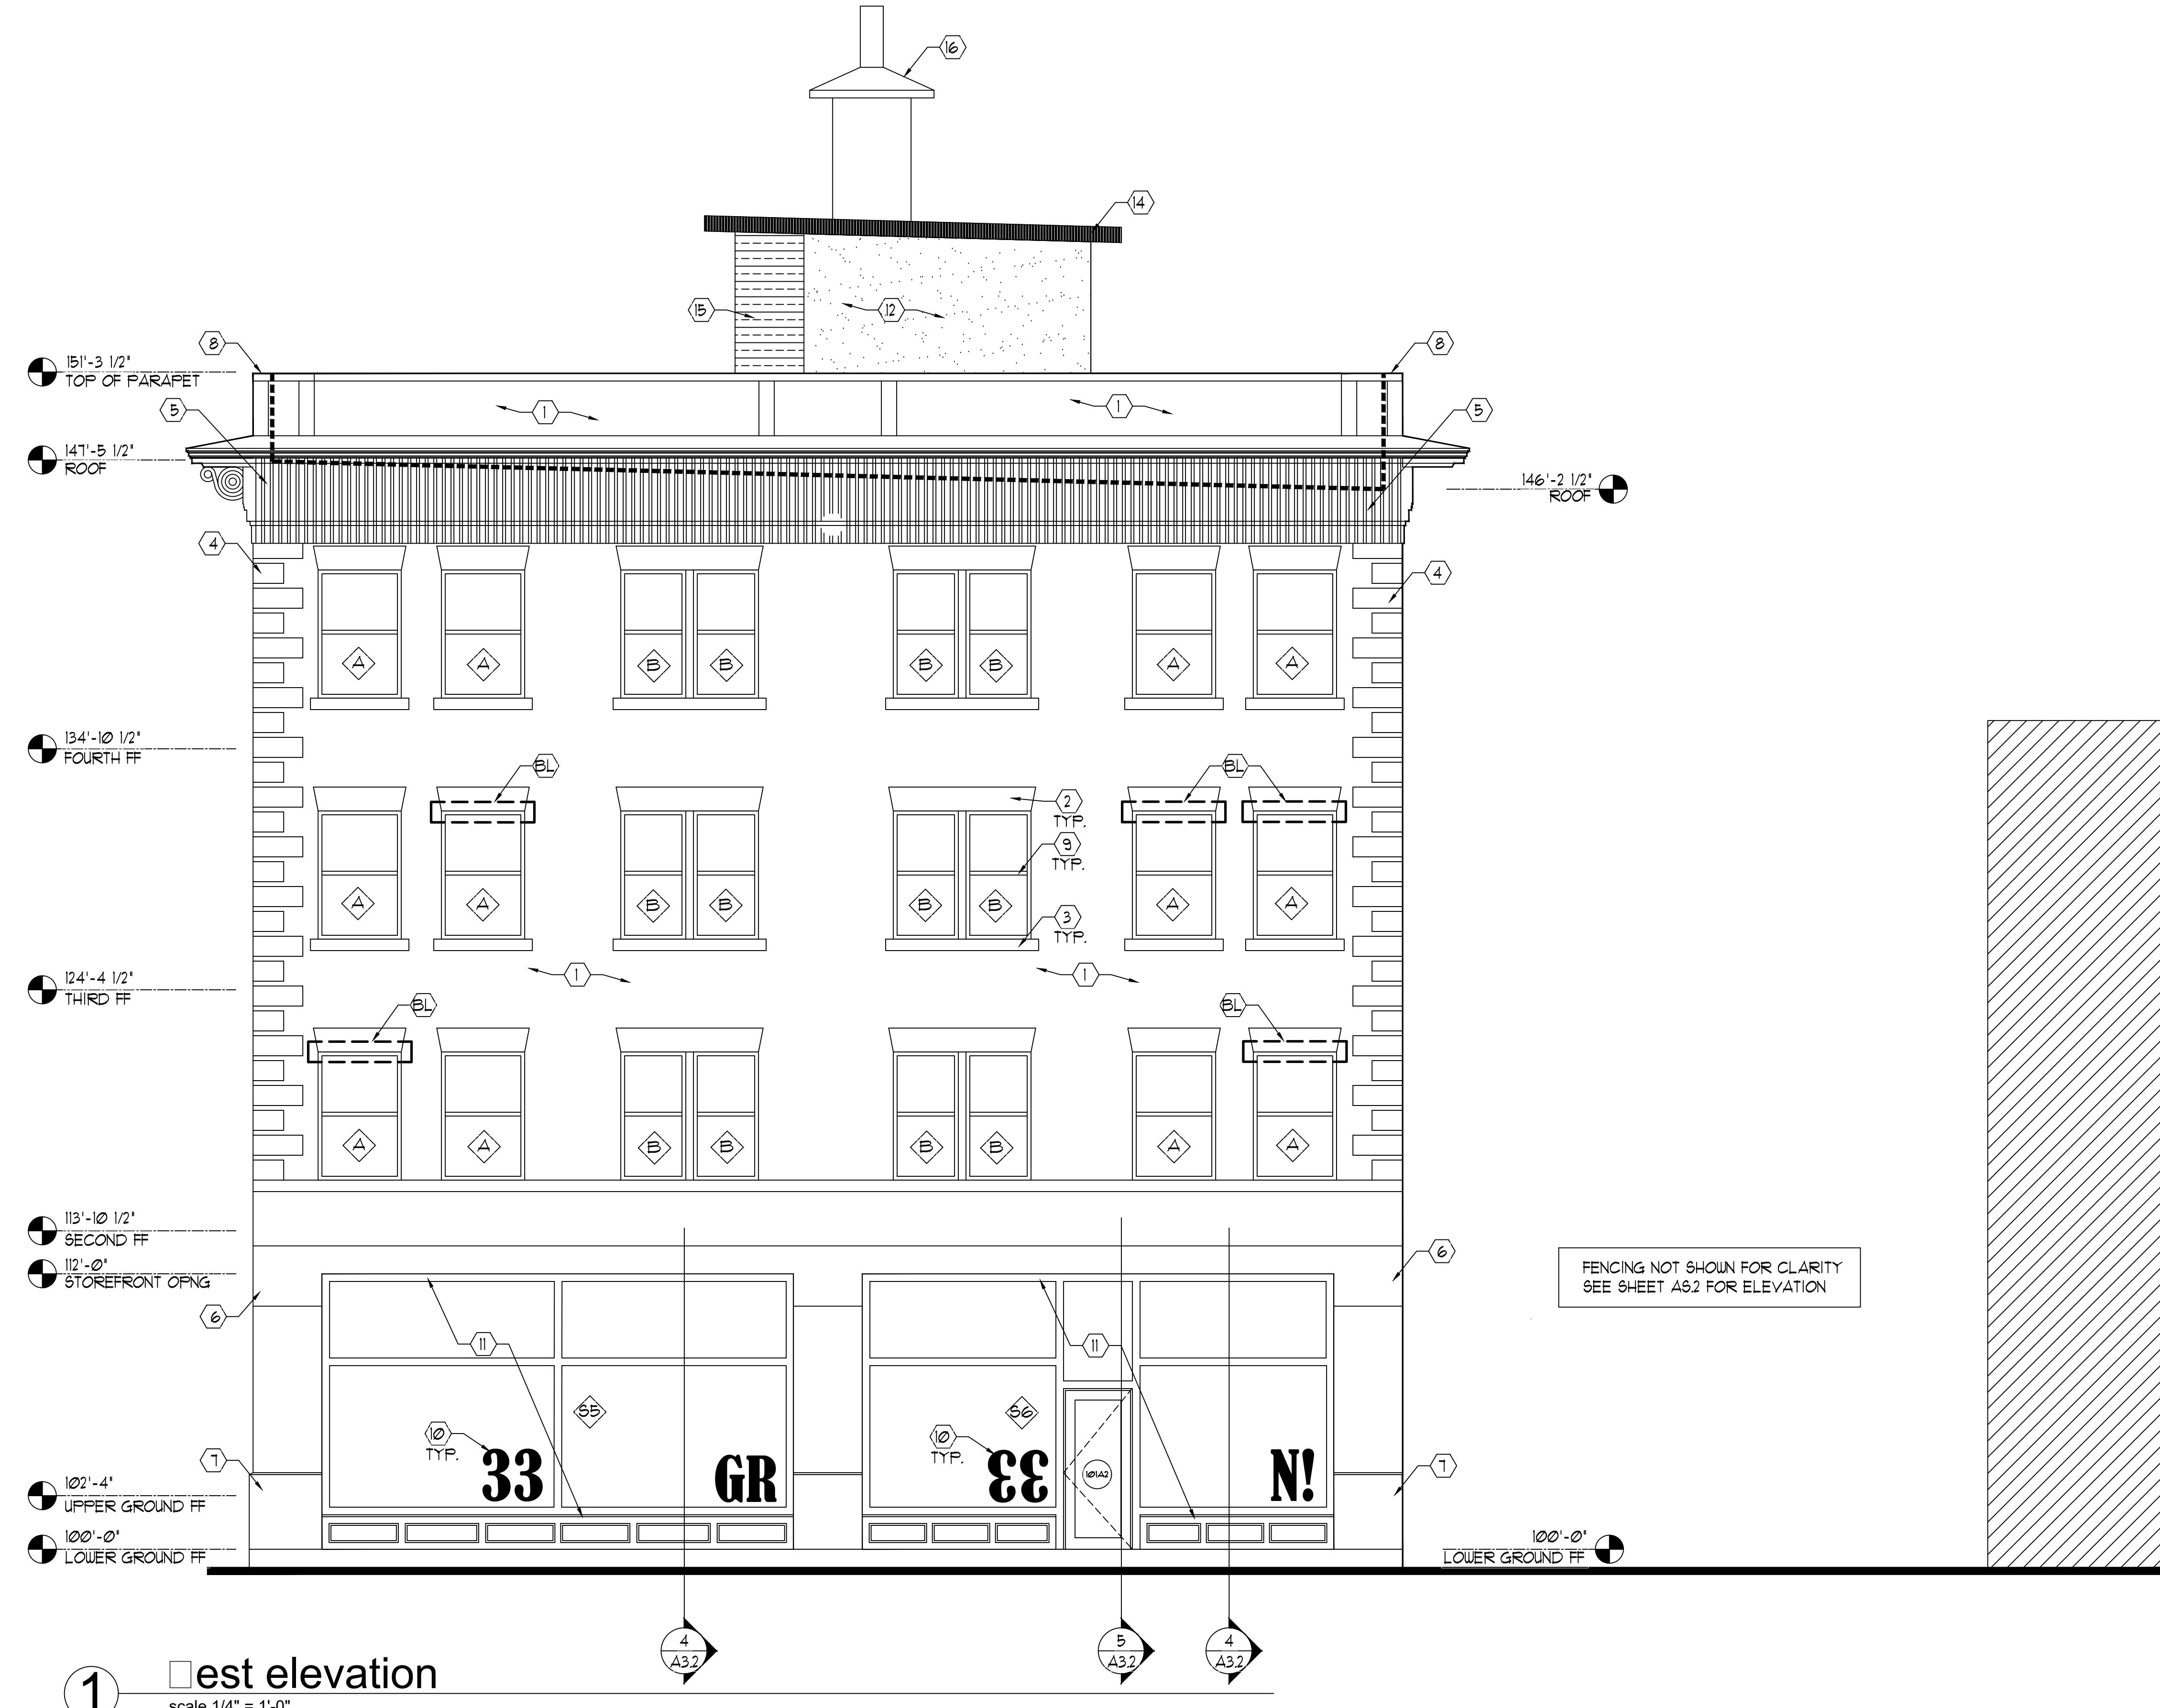 16
14
15
12
8
8
151'-3 1/2"
TOP OF PARAPET
5
1
1
5
147'-5 1/2"
ROOF
146'-2 1/2"
ROOF
4
4
A
A
B
B
B
B
A
A
134'-10 1/2"
FOURTH FF
BL
BL
2
TYP.
9
TYP.
A
A
B
B
B
B
A
A
3
TYP.
124'-4 1/2"
THIRD FF
1
1
BL
BL
A
A
B
B
B
B
A
A
113'-10 1/2"
SECOND FF
112'-0"
STOREFRONT OPNG
6
6
FENCING NOT SHOWN FOR CLARITY
SEE SHEET AS.2 FOR ELEVATION
11
11
S5
S6
10
TYP.
10
TYP.
7
7
33
GR
33
N!
101A2
102'-4"
UPPER GROUND FF
100'-0"
LOWER GROUND FF
100'-0"
LOWER GROUND FF
4
A3.2
5
A3.2
4
A3.2
1
est elevation
scale 1/4" = 1'-0"